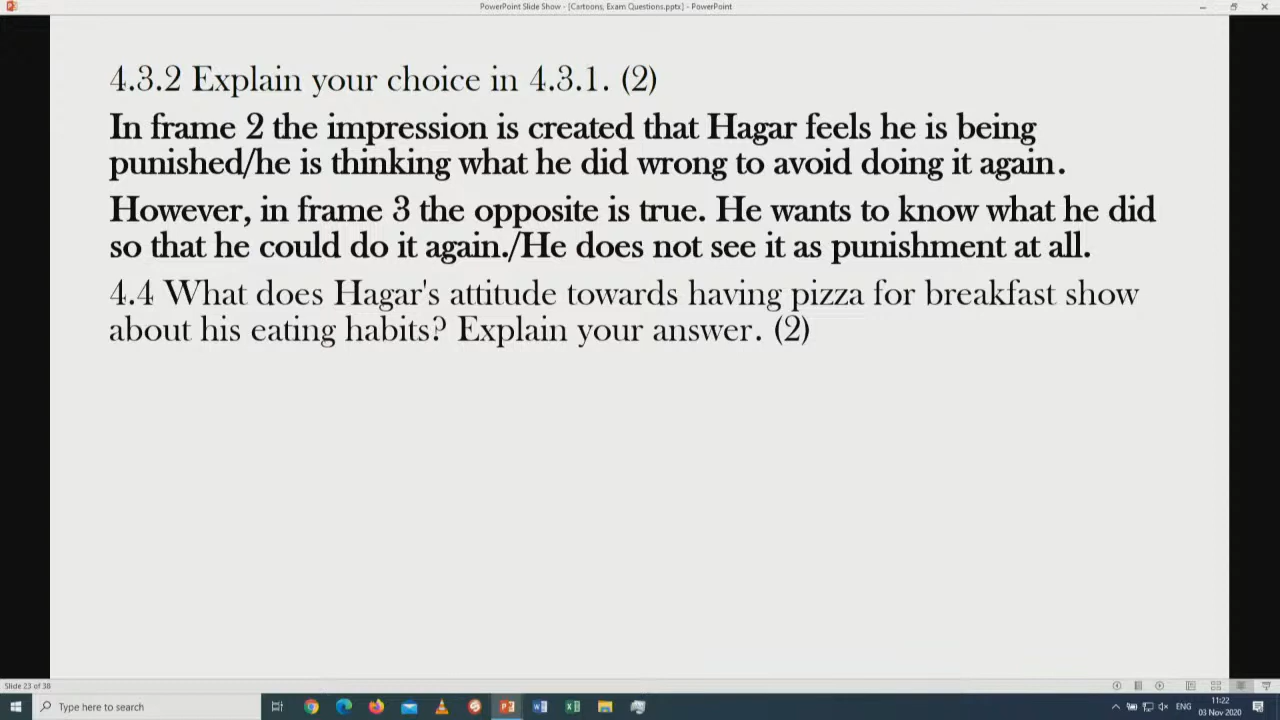 PowerPoint Slide Show - [Cartoons; Exam Questions.pptx] - PowerPoint
4.3.2 Explain your choice in 4.3.1. (2)
In frame 2 the impression is created that Hagar feels he is being
punished/he is thinking what he did wrong to avoid doing it again.
However, in frame 3 the opposite is true. He wants to know what he did
so that he could do it again./He does not see it as punishment at all.
4.4 What does Hagar's attitude towards having pizza for breakfast show
about his eating habits? Explain your answer. (2)
Slide 23 of 38
Type here to search
ENG
11:22
03 Nov 2020